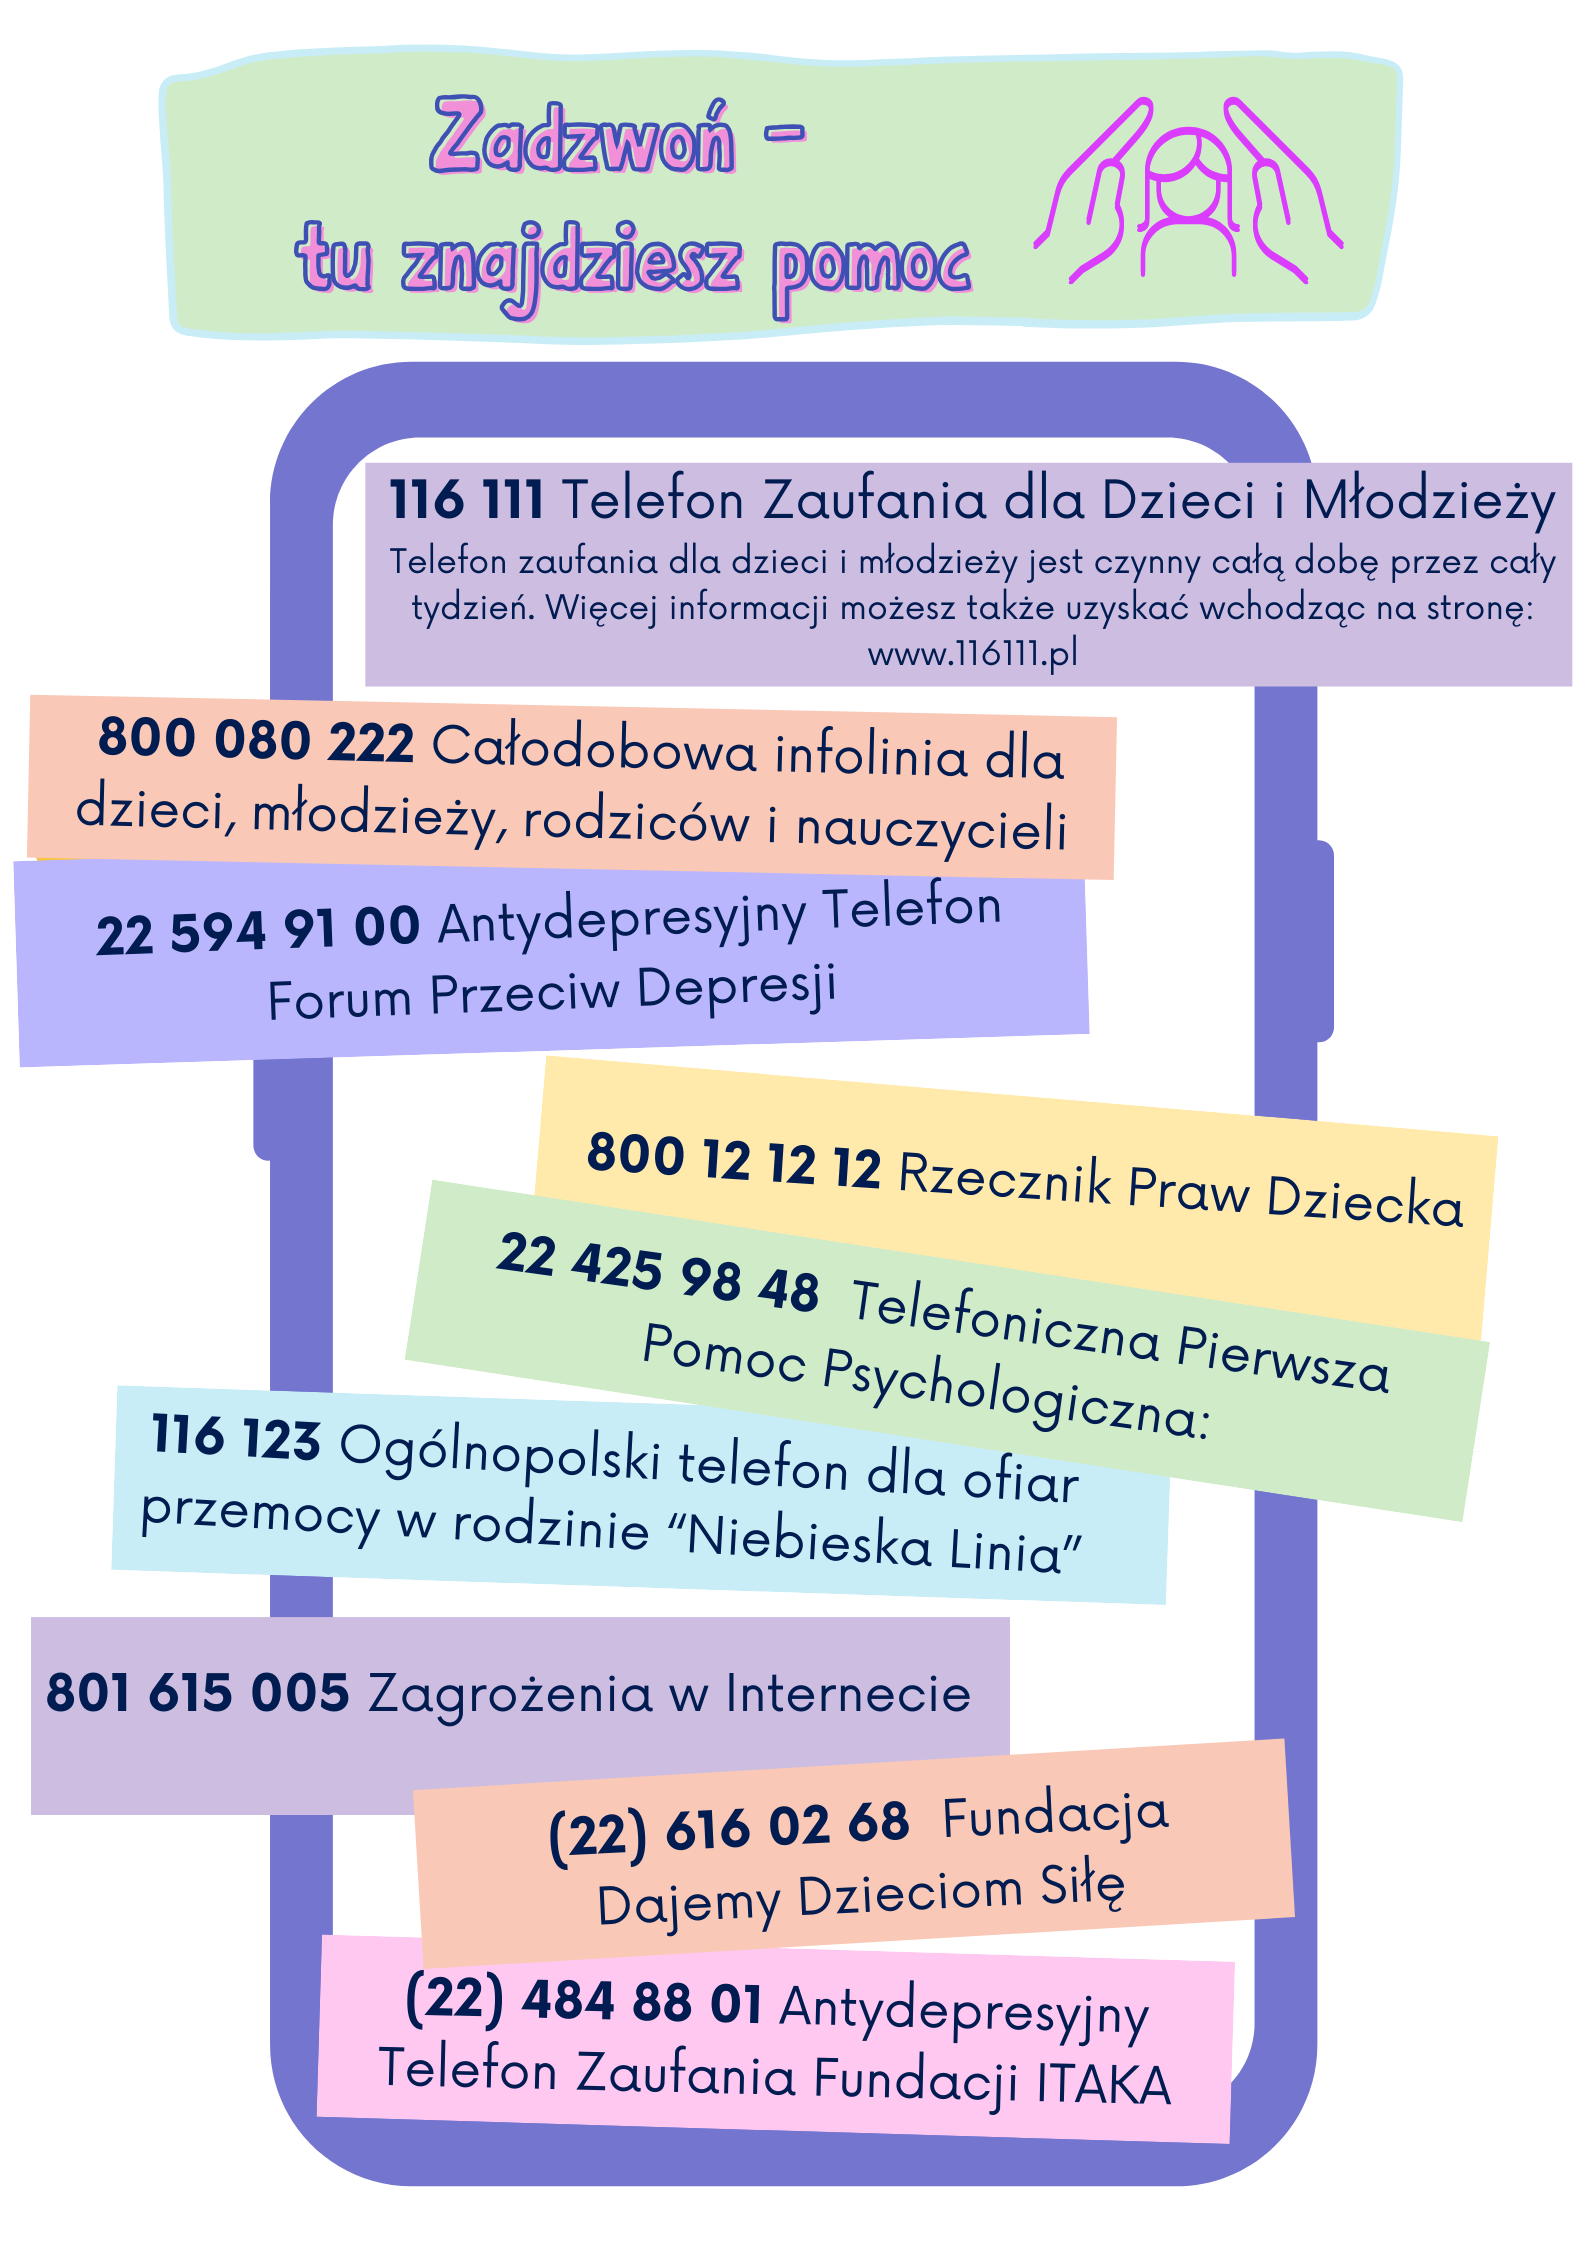 Zadzwoń -
tu znajdziesz pomoc
116 111 Telefon Zaufania dla Dzieci i Młodzieży
Telefon zaufania dla dzieci i młodzieży jest czynny całą dobę przez cały
tydzień. Więcej informacji możesz także uzyskać wchodząc na stronę:
www.116111.pl
800 080 222 Całodobowa infolinia dla
dzieci, młodzieży, rodziców i nauczycieli
22 594 91 00 Antydepresyjny Telefon
Forum Przeciw Depresji
800 12 12 12 Rzecznik Praw Dziecka
22 425 98 48 Telefoniczna Pierwsza
Pomoc Psychologiczna:
116 123 Ogólnopolski telefon dla ofiar
przemocy w rodzinie “Niebieska Linia”
801 615 005 Zagrożenia w Internecie
(22) 616 02 68 Fundacja
Dajemy Dzieciom Siłę
(22) 484 88 01 Antydepresyjny
Telefon Zaufania Fundacji ITAKA